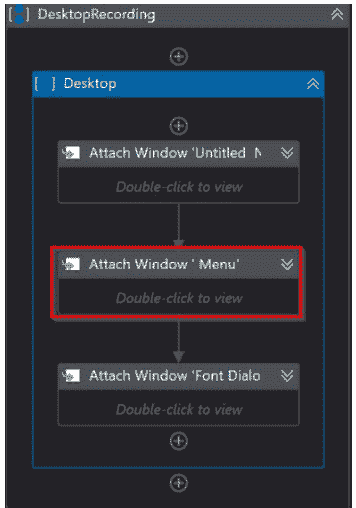 DesktopRecording
Desktop
Attach Window 'Untitled N
Double-click to view
Attach Window ' Menu'
Double-click to view
Attach Window 'Font Dialo
Double-click to view